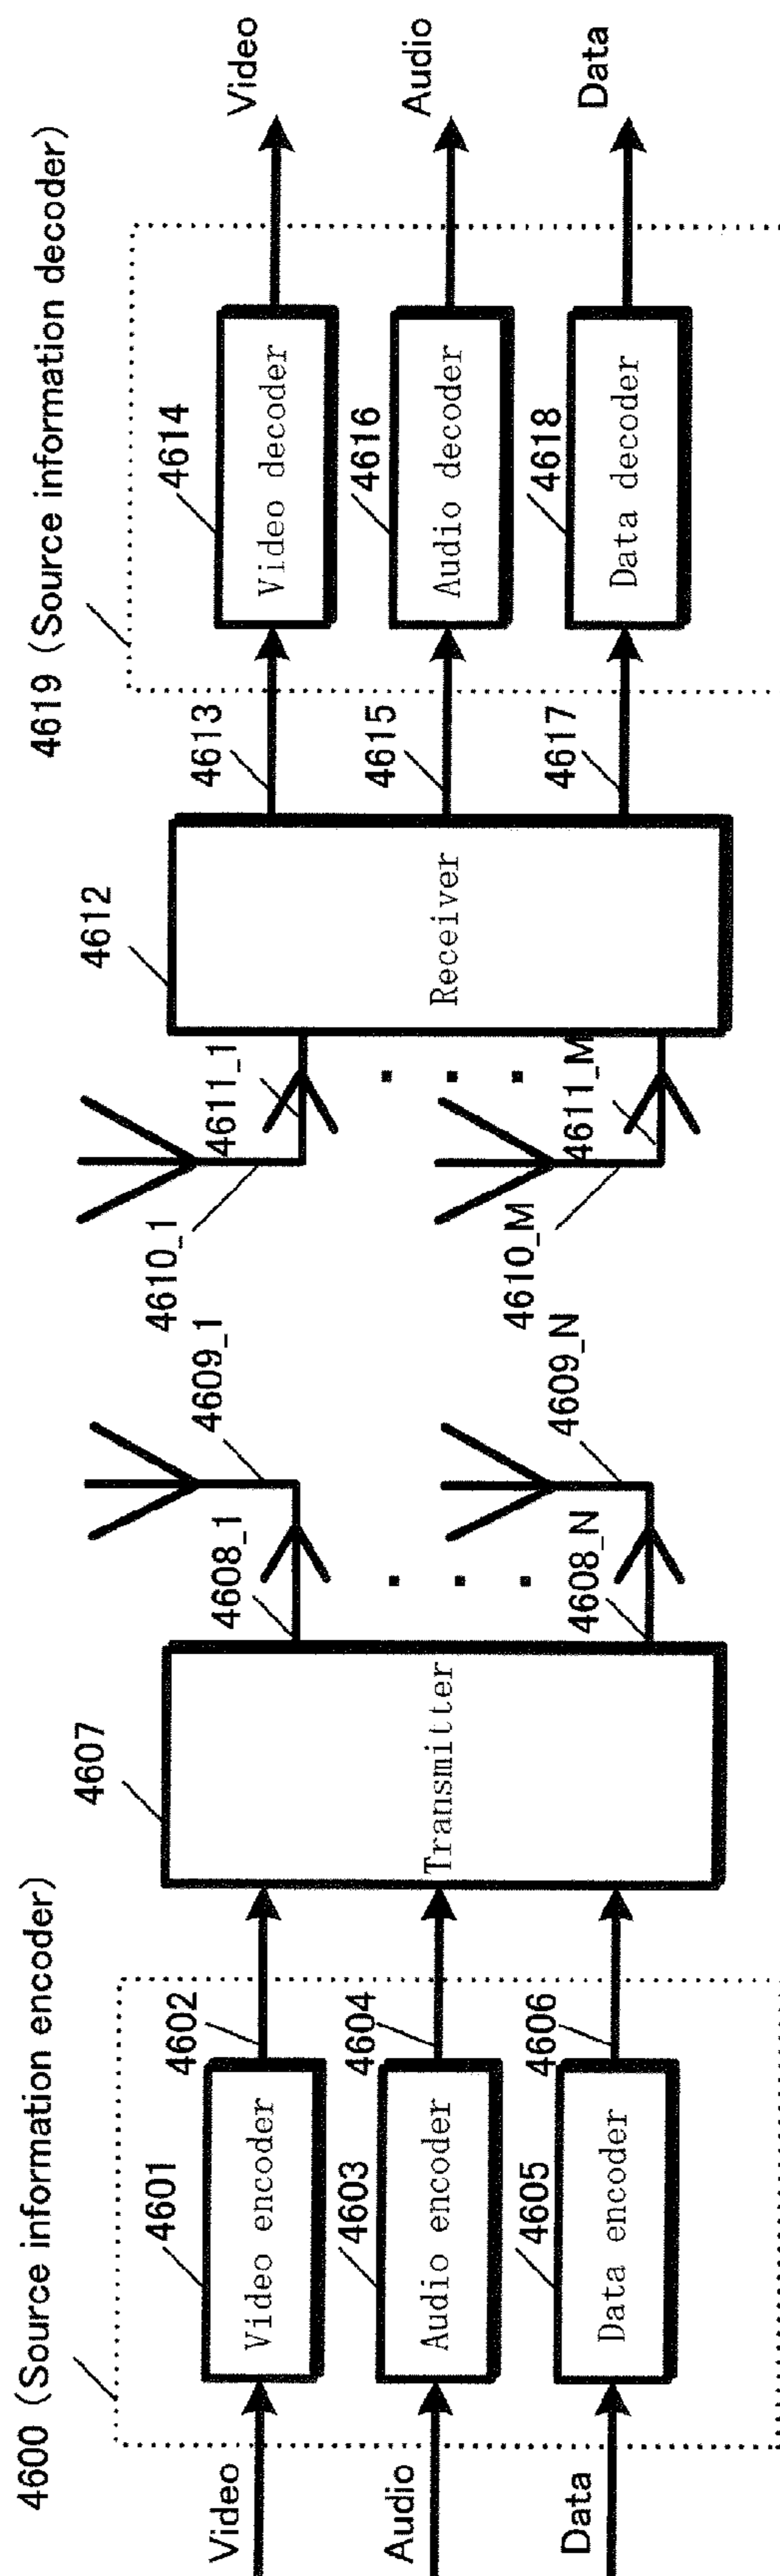 4600 (Source information encoder)
Video
4601
Video encoder
4602
Audio
4603
Audio encoder
4604
Data
4605
Data encoder
4606
4607
Transmitter
4608_1
4609_1
4608_N
4609_N
4610_1
4611_1
4610_M
4611_M
4612
Receiver
4613
4615
4617
4619 (Source information decoder)
4614
Video decoder
Video
4616
Audio decoder
Audio
4618
Data decoder
Data